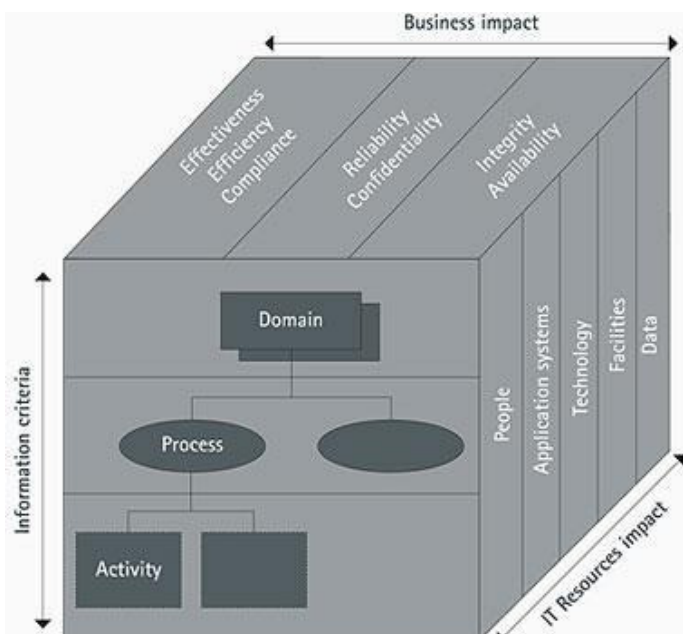 Business impact
Effectiveness
Efficiency
Compliance
Reliability
Confidentiality
Integrity
Availability
Information criteria
Domain
Process
Activity
People
Application systems
Technology
Facilities
Data
IT Resources impact